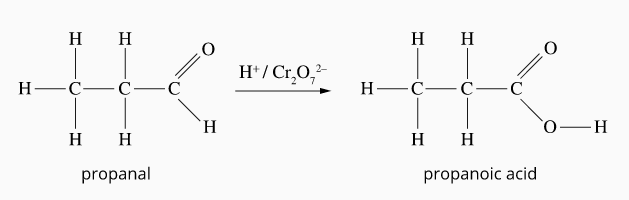 H H O
H C C C
H H H
H⁺ / Cr₂O₇²⁻
H H O
H C C C
H H O H
propanal
propanoic acid